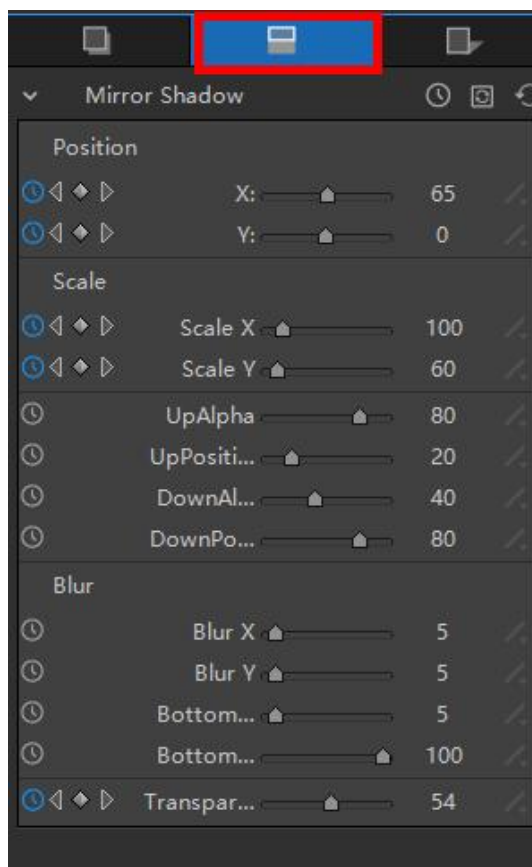 Mirror Shadow
Position
X: 65
Y: 0
Scale
Scale X 100
Scale Y 60
UpAlpha 80
UpPositi... 20
DownAl... 40
DownPo... 80
Blur
Blur X 5
Blur Y 5
Bottom... 5
Bottom... 100
Transpar... 54